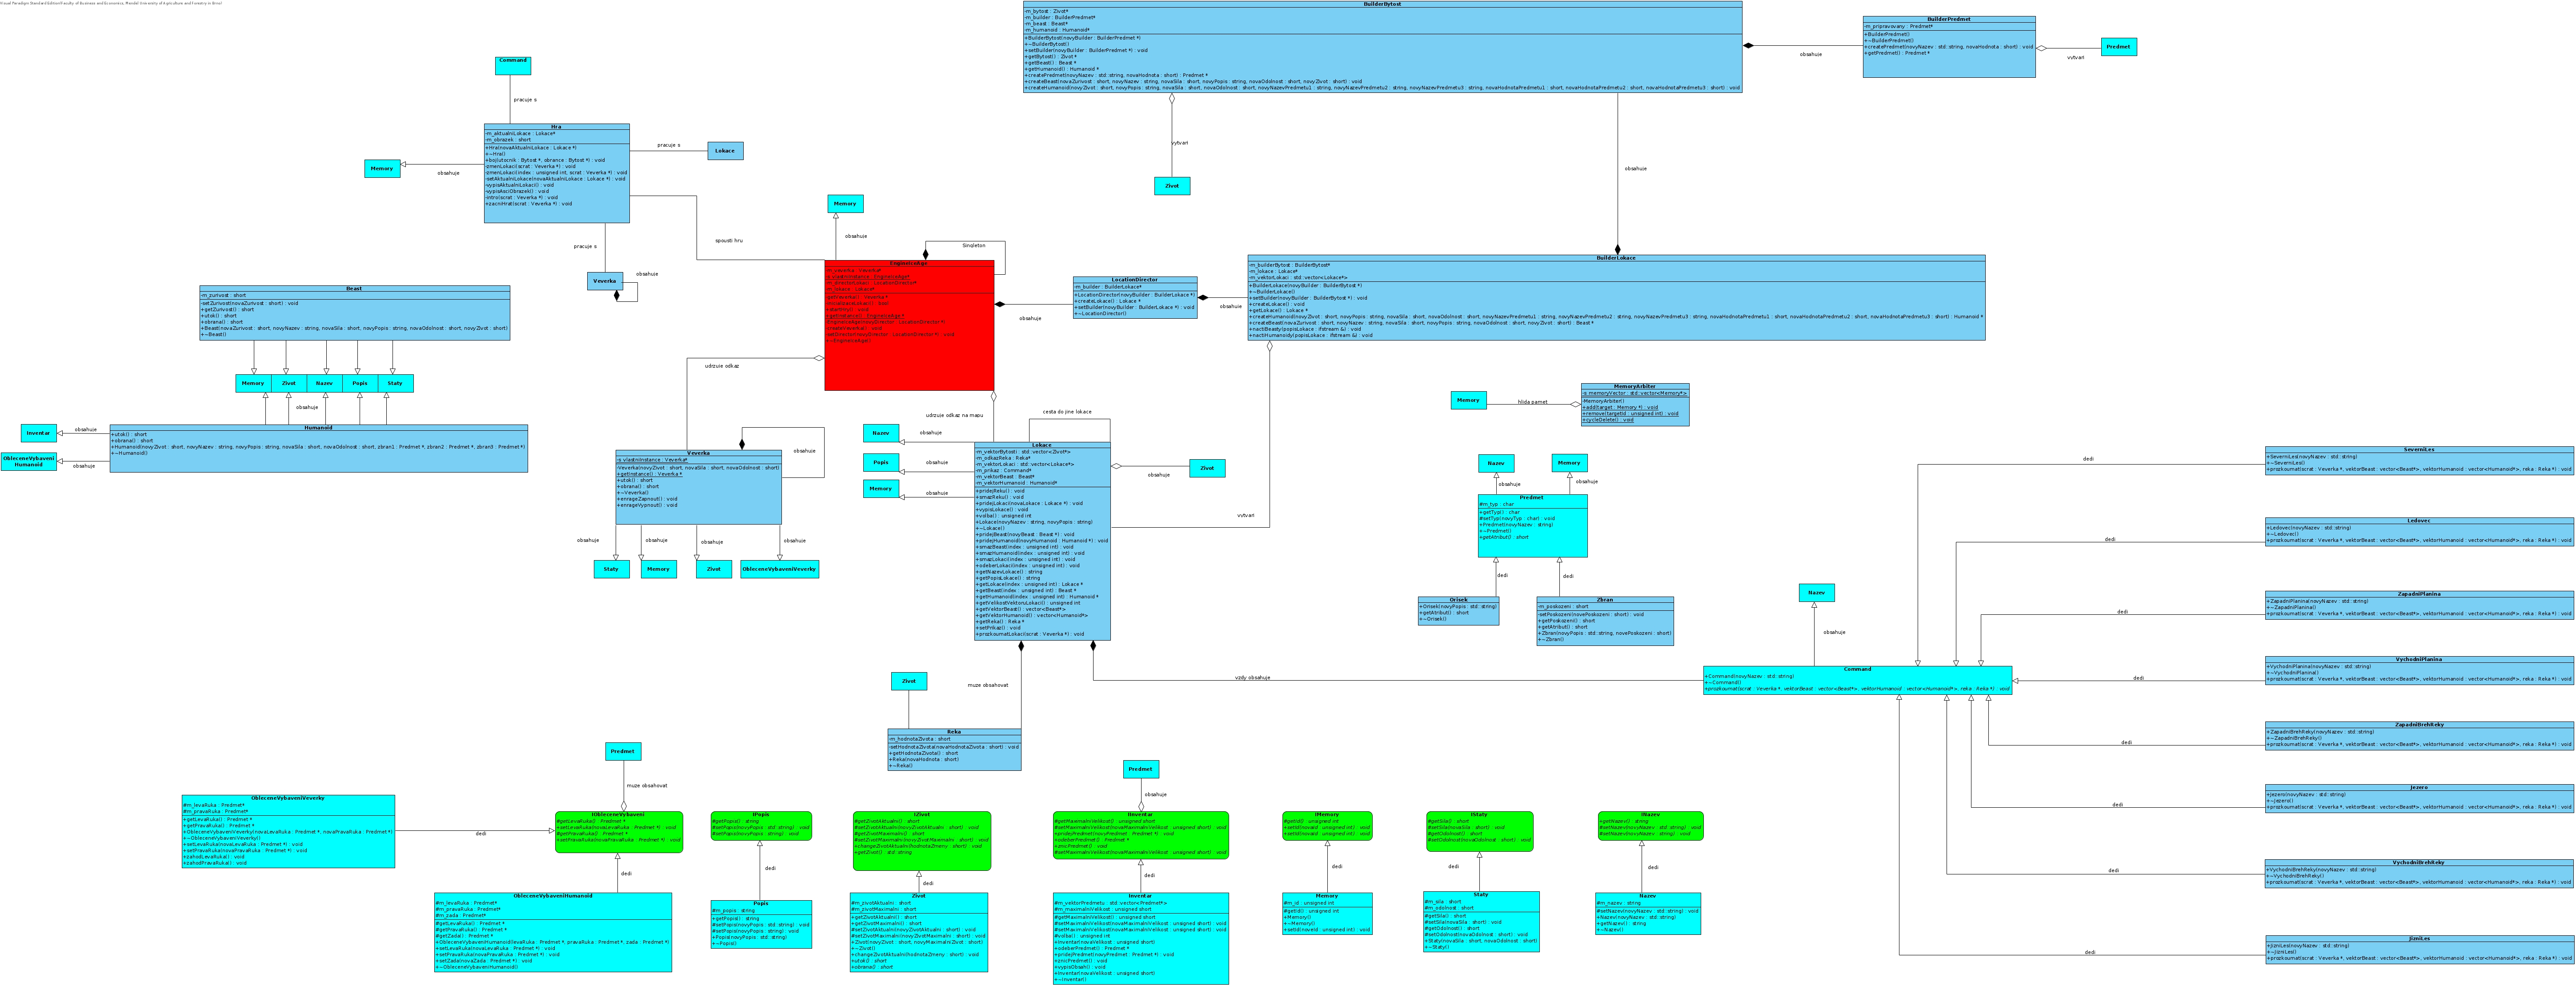 Visual Paradigm Standard Edition(Faculty of Business and Economics, Mendel University of Agriculture and Forestry in Brno)
BuilderBytost
-m_bytost : Zivot*
-m_builder : BuilderPredmet*
-m_beast : Beast*
-m_humanoid : Humanoid*
+BuilderBytost(novyBuilder : BuilderPredmet *)
+~BuilderBytost()
+setBuilder(novyBuilder : BuilderPredmet *) : void
+getBytost() : Zivot *
+getBeast() : Beast *
+getHumanoid() : Humanoid *
+createPredmet(novyNazev : std::string, novaHodnota : short) : Predmet *
+createBeast(novaZurivost : short, novyNazev : string, novaSila : short, novyPopis : string, novaOdolnost : short, novyZivot : short) : void
+createHumanoid(novyZivot : short, novyPopis : string, novaSila : short, novaOdolnost : short, novyNazevPredmetu1 : string, novyNazevPredmetu2 : string, novyNazevPredmetu3 : string, novaHodnotaPredmetu1 : short, novaHodnotaPredmetu2 : short, novaHodnotaPredmetu3 : short) : void
obsahuje
BuilderPredmet
-m_pripravovany : Predmet*
+BuilderPredmet()
+~BuilderPredmet()
+createPredmet(novyNazev : std::string, novaHodnota : short) : void
+getPredmet() : Predmet *
vytvari
Predmet
vytvari
Zivot
obsahuje
Command
pracuje s
Hra
-m_aktualniLokace : Lokace*
-m_obrazek : short
+Hra(novaAktualniLokace : Lokace *)
+~Hra()
+boj(utocnik : Bytost *, obrance : Bytost *) : void
-zmenLokaci(scrat : Veverka *) : void
-zmenLokaci(index : unsigned int, scrat : Veverka *) : void
-setAktualniLokace(novaAktualniLokace : Lokace *) : void
-vypisAktualniLokaci() : void
-vypisAsciObrazek() : void
-intro(scrat : Veverka *) : void
+zacniHrat(scrat : Veverka *) : void
Memory
obsahuje
pracuje s
Lokace
spousti hru
pracuje s
Veverka
obsahuje
Memory
obsahuje
Singleton
LocationDirector
-m_builder : BuilderLokace*
+LocationDirector(novyBuilder : BuilderLokace *)
+createLokace() : Lokace *
+setBuilder(novyBuilder : BuilderLokace *) : void
+~LocationDirector()
obsahuje
obsahuje
BuilderLokace
-m_builderBytost : BuilderBytost*
-m_lokace : Lokace*
-m_vektorLokaci : std::vector<Lokace*>
+BuilderLokace(novyBuilder : BuilderBytost *)
+~BuilderLokace()
+setBuilder(novyBuilder : BuilderBytost *) : void
+createLokace() : void
+getLokace() : Lokace *
+createHumanoid(novyZivot : short, novyPopis : string, novaSila : short, novaOdolnost : short, novyNazevPredmetu1 : string, novyNazevPredmetu2 : string, novyNazevPredmetu3 : string, novaHodnotaPredmetu1 : short, novaHodnotaPredmetu2 : short, novaHodnotaPredmetu3 : short) : Humanoid *
+createBeast(novaZurivost : short, novyNazev : string, novaSila : short, novyPopis : string, novaOdolnost : short, novyZivot : short) : Beast *
+nactiBeasty(popisLokace : ifstream &) : void
+nactiHumanoidy(popisLokace : ifstream &) : void
Beast
-m_zurivost : short
-setZurivost(novaZurivost : short) : void
+getZurivost() : short
+utok() : short
+obrana() : short
+Beast(novaZurivost : short, novyNazev : string, novaSila : short, novyPopis : string, novaOdolnost : short, novyZivot : short)
+~Beast()
Memory
Zivot
Nazev
Popis
Staty
obsahuje
Inventar
obsahuje
ObleceneVybaveni
Humanoid
obsahuje
Humanoid
+utok() : short
+obrana() : short
+Humanoid(novyZivot : short, novyNazev : string, novyPopis : string, novaSila : short, novaOdolnost : short, zbran1 : Predmet *, zbran2 : Predmet *, zbran3 : Predmet *)
+~Humanoid()
udrzuje odkaz
udrzuje odkaz na mapu
cesta do jine lokace
Veverka
-s_vlastniInstance : Veverka*
-Veverka(novyZivot : short, novaSila : short, novaOdolnost : short)
+getInstance() : Veverka *
+utok() : short
+obrana() : short
+~Veverka()
+enrageZapnout() : void
+enrageVypnout() : void
obsahuje
obsahuje
obsahuje
obsahuje
obsahuje
Staty
Memory
Zivot
ObleceneVybaveniVeverky
Nazev
obsahuje
Popis
obsahuje
Memory
obsahuje
Lokace
-m_vektorBytosti : std::vector<Zivot*>
-m_odkazReka : Reka*
-m_vektorLokaci : std::vector<Lokace*>
-m_prikaz : Command*
-m_vektorBeast : Beast*
-m_vektorHumanoid : Humanoid*
+pridejReku() : void
+smazReku() : void
+pridejLokaci(novaLokace : Lokace *) : void
+vypisLokace() : void
+volba() : unsigned int
+Lokace(novyNazev : string, novyPopis : string)
+~Lokace()
+pridejBeast(novyBeast : Beast *) : void
+pridejHumanoid(novyHumanoid : Humanoid *) : void
+smazBeast(index : unsigned int) : void
+smazHumanoid(index : unsigned int) : void
+smazLokaci(index : unsigned int) : void
+odeberLokaci(index : unsigned int) : void
+getNazevLokace() : string
+getPopisLokace() : string
+getLokace(index : unsigned int) : Lokace *
+getBeast(index : unsigned int) : Beast *
+getHumanoid(index : unsigned int) : Humanoid *
+getVelikostVektoruLokaci() : unsigned int
+getVektorBeast() : vector<Beast*>
+getVektorHumanoid() : vector<Humanoid*>
+getReka() : Reka *
+setPrikaz() : void
+prozkoumatLokaci(scrat : Veverka *) : void
obsahuje
Zivot
vytvari
Memory
hlida pamet
MemoryArbiter
-s_memoryVector : std::vector<Memory*>
-MemoryArbiter()
+add(target : Memory *) : void
+remove(targetId : unsigned int) : void
+cycleDelete() : void
Nazev
obsahuje
Memory
obsahuje
Predmet
#m_typ : char
+getTyp() : char
#setTyp(novyTyp : char) : void
+Predmet(novyNazev : string)
+~Predmet()
+getAtribut() : short
dedi
dedi
Orisek
+Orisek(novyPopis : std::string)
+getAtribut() : short
+~Orisek()
Zbran
-m_poskozeni : short
-setPoskozeni(novePoskozeni : short) : void
+getPoskozeni() : short
+getAtribut() : short
+Zbran(novyPopis : std::string, novePoskozeni : short)
+~Zbran()
Nazev
obsahuje
Command
+Command(novyNazev : std::string)
+~Command()
+prozkoumat(scrat : Veverka *, vektorBeast : vector<Beast*>, vektorHumanoid : vector<Humanoid*>, reka : Reka *) : void
vzdy obsahuje
muze obsahovat
Zivot
Reka
-m_hodnotaZivota : short
-setHodnotaZivota(novaHodnotaZivota : short) : void
+getHodnotaZivota() : short
+Reka(novaHodnota : short)
+~Reka()
dedi
SeverniLes
+SeverniLes(novyNazev : std::string)
+~SeverniLes()
+prozkoumat(scrat : Veverka *, vektorBeast : vector<Beast*>, vektorHumanoid : vector<Humanoid*>, reka : Reka *) : void
dedi
Ledovec
+Ledovec(novyNazev : std::string)
+~Ledovec()
+prozkoumat(scrat : Veverka *, vektorBeast : vector<Beast*>, vektorHumanoid : vector<Humanoid*>, reka : Reka *) : void
dedi
ZapadniPlanina
+ZapadniPlanina(novyNazev : std::string)
+~ZapadniPlanina()
+prozkoumat(scrat : Veverka *, vektorBeast : vector<Beast*>, vektorHumanoid : vector<Humanoid*>, reka : Reka *) : void
dedi
VychodniPlanina
+VychodniPlanina(novyNazev : std::string)
+~VychodniPlanina()
+prozkoumat(scrat : Veverka *, vektorBeast : vector<Beast*>, vektorHumanoid : vector<Humanoid*>, reka : Reka *) : void
dedi
ZapadniBrehReky
+ZapadniBrehReky(novyNazev : std::string)
+~ZapadniBrehReky()
+prozkoumat(scrat : Veverka *, vektorBeast : vector<Beast*>, vektorHumanoid : vector<Humanoid*>, reka : Reka *) : void
dedi
Jezero
+Jezero(novyNazev : std::string)
+~Jezero()
+prozkoumat(scrat : Veverka *, vektorBeast : vector<Beast*>, vektorHumanoid : vector<Humanoid*>, reka : Reka *) : void
dedi
VychodniBrehReky
+VychodniBrehReky(novyNazev : std::string)
+~VychodniBrehReky()
+prozkoumat(scrat : Veverka *, vektorBeast : vector<Beast*>, vektorHumanoid : vector<Humanoid*>, reka : Reka *) : void
dedi
JizniLes
+JizniLes(novyNazev : std::string)
+~JizniLes()
+prozkoumat(scrat : Veverka *, vektorBeast : vector<Beast*>, vektorHumanoid : vector<Humanoid*>, reka : Reka *) : void
Predmet
muze obsahovat
ObleceneVybaveniVeverky
#m_levaRuka : Predmet*
#m_pravaRuka : Predmet*
+getLevaRuka() : Predmet *
+getPravaRuka() : Predmet *
+ObleceneVybaveniVeverky(novaLevaRuka : Predmet *, novaPravaRuka : Predmet *)
+~ObleceneVybaveniVeverky()
+setLevaRuka(novaLevaRuka : Predmet *) : void
+setPravaRuka(novaPravaRuka : Predmet *) : void
+zahodLevaRuka() : void
+zahodPravaRuka() : void
dedi
IObleceneVybaveni
#getLevaRuka() : Predmet *
+setLevaRuka(novaLevaRuka : Predmet *) : void
#getPravaRuka() : Predmet *
+setPravaRuka(novaPravaRuka : Predmet *) : void
dedi
ObleceneVybaveniHumanoid
#m_levaRuka : Predmet*
#m_pravaRuka : Predmet*
#m_zada : Predmet*
+getLevaRuka() : Predmet *
+getPravaRuka() : Predmet *
+getZada() : Predmet *
+ObleceneVybaveniHumanoid(levaRuka : Predmet *, pravaRuka : Predmet *, zada : Predmet *)
+setLevaRuka(novaLevaRuka : Predmet *) : void
+setPravaRuka(novaPravaRuka : Predmet *) : void
+setZada(novaZada : Predmet *) : void
+~ObleceneVybaveniHumanoid()
IPopis
#getPopis() : string
#setPopis(novyPopis : std::string) : void
#setPopis(novyPopis : string) : void
dedi
Popis
#m_popis : string
+getPopis() : string
#setPopis(novyPopis : std::string) : void
#setPopis(novyPopis : string) : void
+Popis(novyPopis : std::string)
+~Popis()
IZivot
#getZivotAktualni() : short
#setZivotAktualni(novyZivotAktualni : short) : void
#getZivotMaximalni() : short
#setZivotMaximalni(novyZivotMaximalni : short) : void
+changeZivotAktualni(hodnotaZmeny : short) : void
+getZivot() : std::string
dedi
Zivot
#m_zivotAktualni : short
#m_zivotMaximalni : short
+getZivotAktualni() : short
+getZivotMaximalni() : short
#setZivotAktualni(novyZivotAktualni : short) : void
#setZivotMaximalni(novyZivotMaximalni : short) : void
+Zivot(novyZivot : short, novyMaximalniZivot : short)
+~Zivot()
+changeZivotAktualni(hodnotaZmeny : short) : void
+utok() : short
+obrana() : short
Predmet
obsahuje
IInventar
#getMaximalniVelikost() : unsigned short
#setMaximalniVelikost(novaMaximalniVelikost : unsigned short) : void
+pridejPredmet(novyPredmet : Predmet *) : void
+odeberPredmet() : Predmet *
+znicPredmet() : void
#setMaximalniVelikost(novaMaximalniVelikost : unsigned short) : void
dedi
Inventar
#m_vektorPredmetu : std::vector<Predmet*>
#m_maximalniVelikost : unsigned short
#getMaximalniVelikost() : unsigned short
#setMaximalniVelikost(novaMaximalniVelikost : unsigned short) : void
#setMaximalniVelikost(novaMaximalniVelikost : unsigned short) : void
#volba() : unsigned int
+Inventar(novaVelikost : unsigned short)
+odeberPredmet() : Predmet *
+pridejPredmet(novyPredmet : Predmet *) : void
+znicPredmet() : void
+vypisObsah() : void
+Inventar(novaVelikost : unsigned short)
+~Inventar()
IMemory
#getId() : unsigned int
+setId(novaId : unsigned int) : void
+setId(novaId : unsigned int) : void
dedi
Memory
#m_id : unsigned int
#getId() : unsigned int
+Memory()
+~Memory()
+setId(noveId : unsigned int) : void
IStaty
#getSila() : short
#setSila(novaSila : short) : void
#getOdolnost() : short
#setOdolnost(novaOdolnost : short) : void
dedi
Staty
#m_sila : short
#m_odolnost : short
#getSila() : short
#setSila(novaSila : short) : void
#getOdolnost() : short
#setOdolnost(novaOdolnost : short) : void
+Staty(novaSila : short, novaOdolnost : short)
+~Staty()
INazev
+getNazev() : string
#setNazev(novyNazev : std::string) : void
#setNazev(novyNazev : string) : void
dedi
Nazev
#m_nazev : string
#setNazev(novyNazev : std::string) : void
+Nazev(novyNazev : std::string)
+getNazev() : string
+~Nazev()